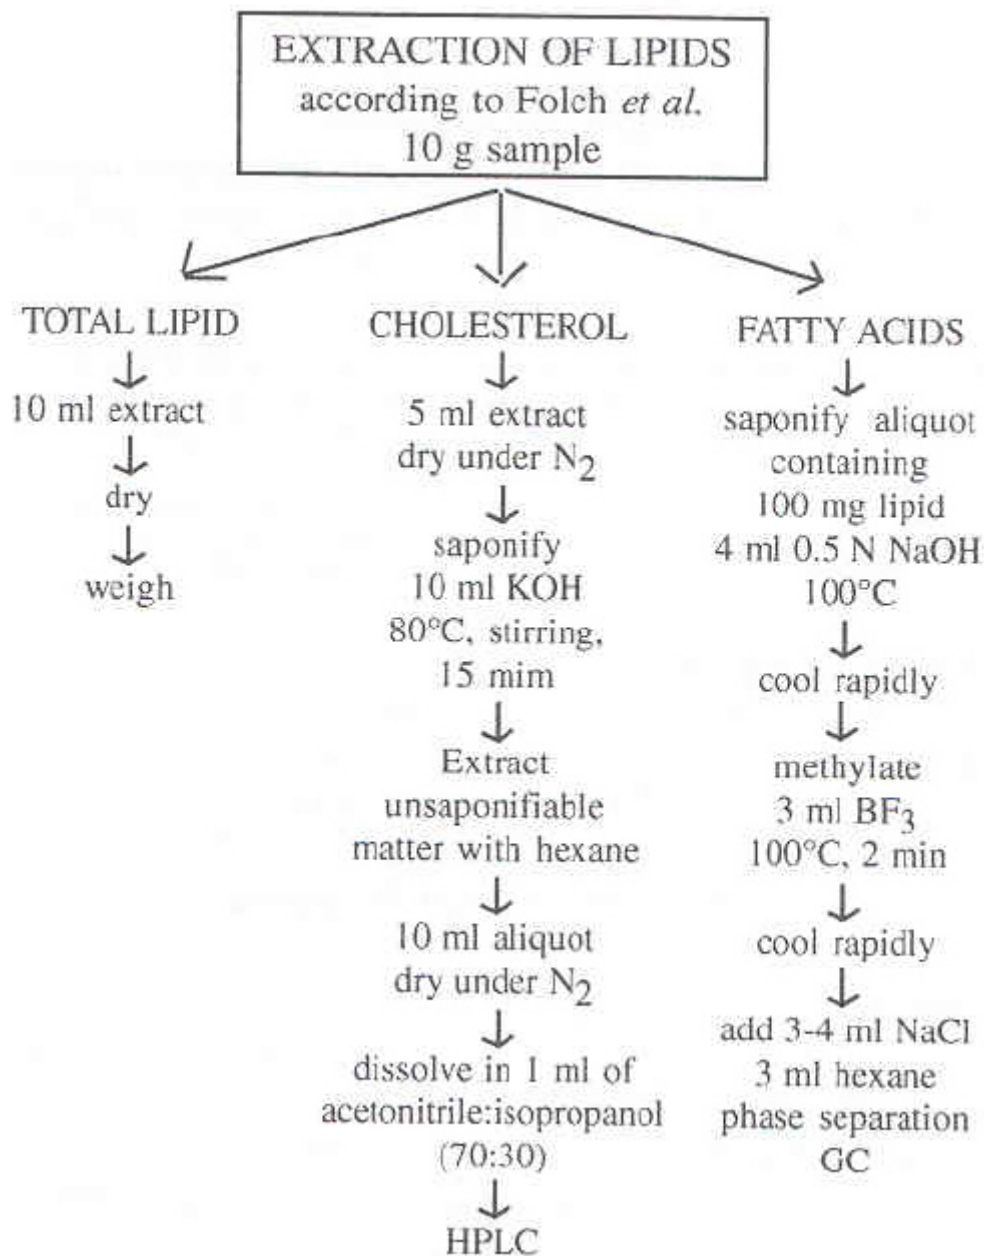 EXTRACTION OF LIPIDS
according to Folch et al.
10 g sample
TOTAL LIPID
10 ml extract
dry
weigh
CHOLESTEROL
5 ml extract
dry under N2
saponify
10 ml KOH
80°C, stirring,
15 mim
Extract
unsaponifiable
matter with hexane
10 ml aliquot
dry under N2
dissolve in 1 ml of
acetonitrile:isopropanol
(70:30)
HPLC
FATTY ACIDS
saponify aliquot
containing
100 mg lipid
4 ml 0.5 N NaOH
100°C
cool rapidly
methylate
3 ml BF3
100°C, 2 min
cool rapidly
add 3-4 ml NaCl
3 ml hexane
phase separation
GC